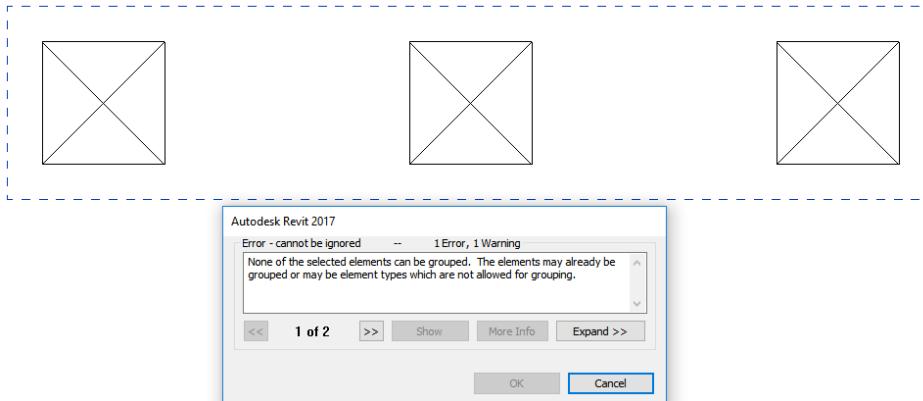 Autodesk Revit 2017
Error - cannot be ignored -- 1 Error, 1 Warning
None of the selected elements can be grouped. The elements may already be
grouped or may be element types which are not allowed for grouping.
<< 1 of 2 >> Show More Info Expand >>
OK Cancel